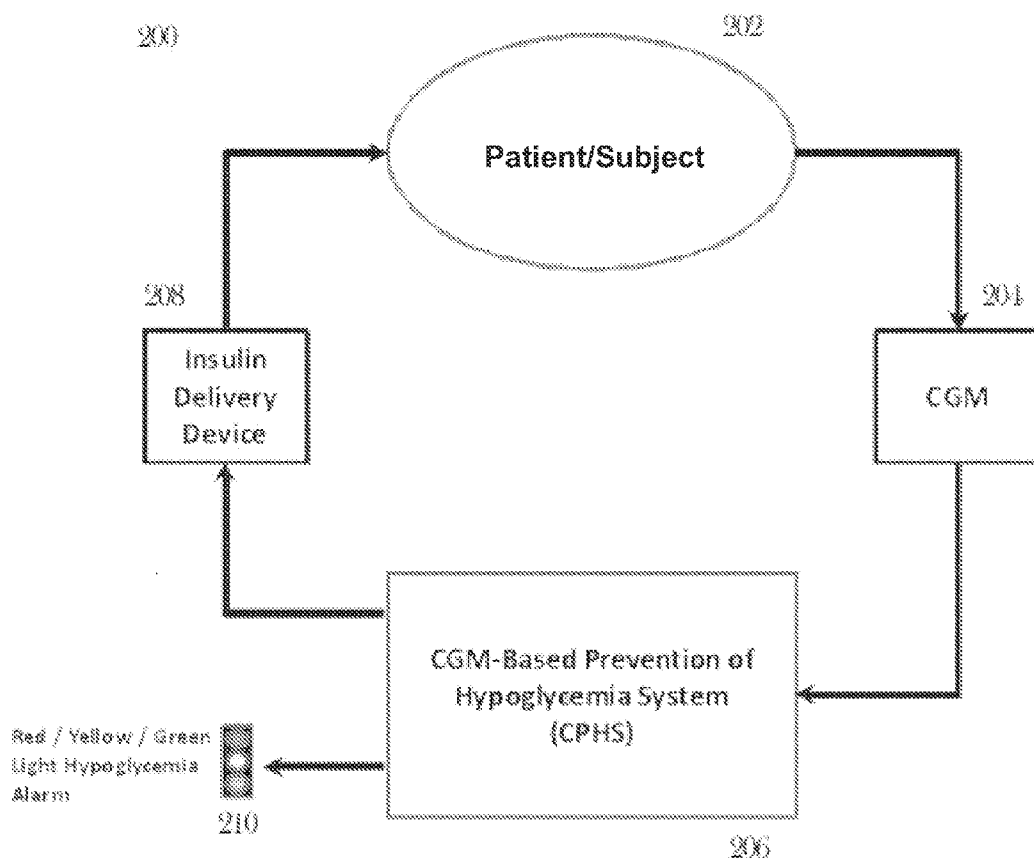 200
202
Patient/Subject
208
204
Insulin
Delivery
Device
CGM
CGM-Based Prevention of
Hypoglycemia System
(CPHS)
Red / Yellow / Green
Light Hypoglycemia
Alarm
210
206